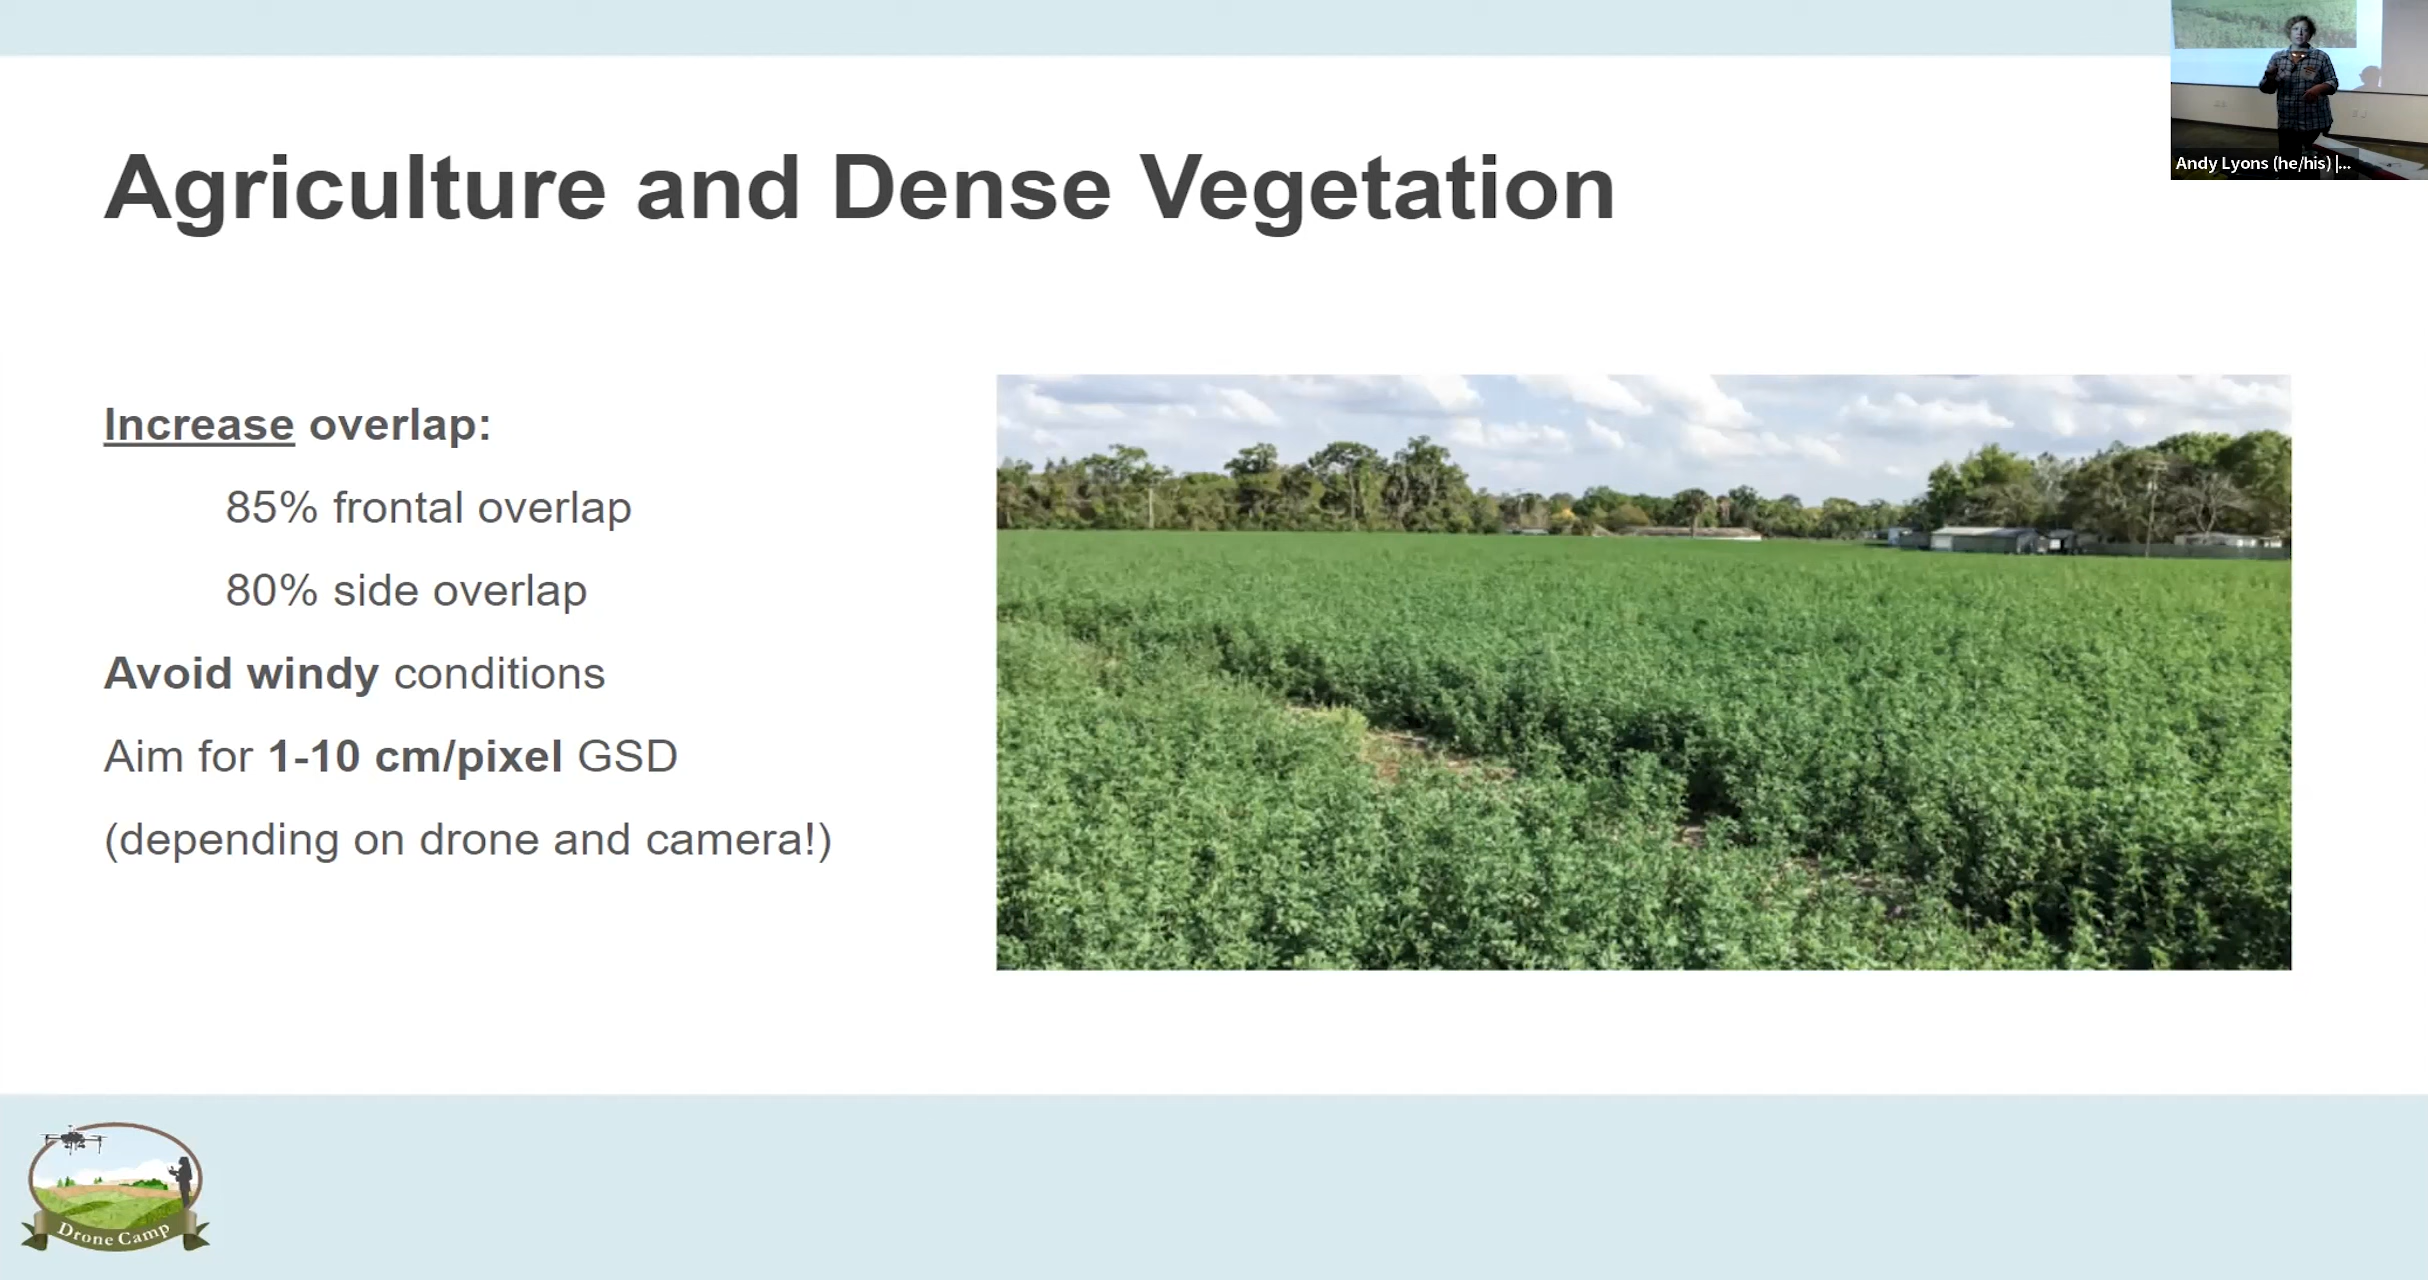 Andy Lyons (he/his) |...
Agriculture and Dense Vegetation
Increase overlap:
85% frontal overlap
80% side overlap
Avoid windy conditions
Aim for 1-10 cm/pixel GSD
(depending on drone and camera!)
Drone Camp